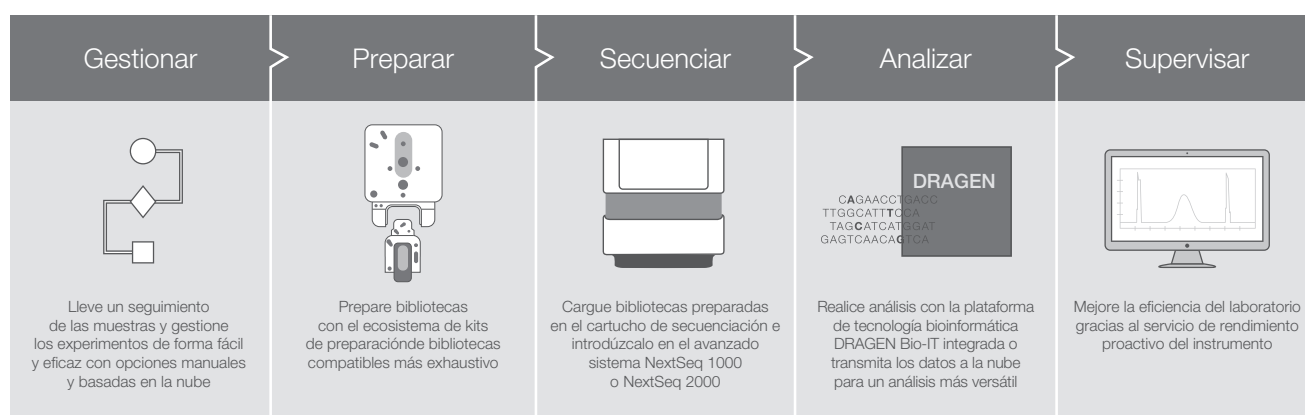 Gestionar
Preparar
Secuenciar
Analizar
Supervisar
DRAGEN
CAGAACCTGACC
TTGGCATTTCCA
TAGCATCATGGAT
GAGTCAACAGTCA
Lleve un seguimiento
de las muestras y gestione
los experimentos de forma fácil
y eficaz con opciones manuales
y basadas en la nube
Prepare bibliotecas
con el ecosistema de kits
de preparaciónde bibliotecas
compatibles más exhaustivo
Cargue bibliotecas preparadas
en el cartucho de secuenciación e
introdúzcalo en el avanzado
sistema NextSeq 1000
o NextSeq 2000
Realice análisis con la plataforma
de tecnología bioinformática
DRAGEN Bio-IT integrada o
transmita los datos a la nube
para un análisis más versátil
Mejore la eficiencia del laboratorio
gracias al servicio de rendimiento
proactivo del instrumento